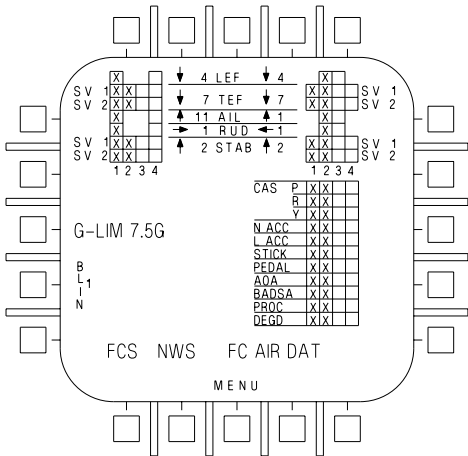 X ↓ 4 LEF ↓ 4 X
SV 1 X X X X SV 1
SV 2 X X ↓ 7 TEF ↓ 7 X X SV 2
X ↑ 11 AIL ↑ 1 X
X → 1 RUD ← 1 X
SV 1 X X ↑ 2 STAB ↑ 2 X X SV 1
SV 2 X X X X SV 2
1 2 3 4 1 2 3 4
CAS P X X
R X X
Y X X
N ACC X X
L ACC X X
STICK X X
PEDAL X X
AOA X X
BADSA X X
PROC X X
DEGD X X
G-LIM 7.5G
BLIN
1
FCS NWS FC AIR DAT
MENU